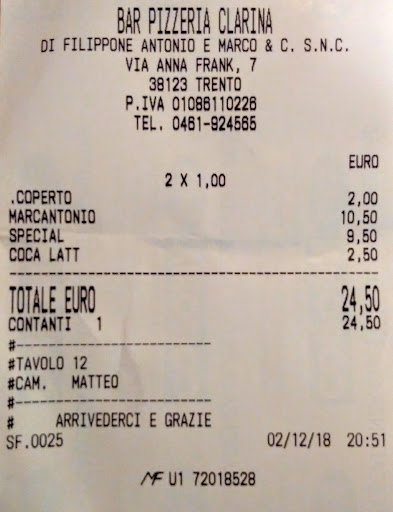 BAR PIZZERIA CLARINA
DI FILIPPONE ANTONIO E MARCO & C. S.N.C.
VIA ANNA FRANK, 7
38123 TRENTO
P.IVA 01086110226
TEL. 0461-924565
EURO
2 X 1,00
.COPERTO 2,00
MARCANTONIO 10,50
SPECIAL 9,50
COCA LATT 2,50
----------------------------------------
TOTALE EURO 24,50
CONTANTI 1 24,50
#----------------------
#TAVOLO 12
#CAM. MATTEO
#----------------------
# ARRIVEDERCI E GRAZIE
SF.0025 02/12/18 20:51
MF U1 72018528